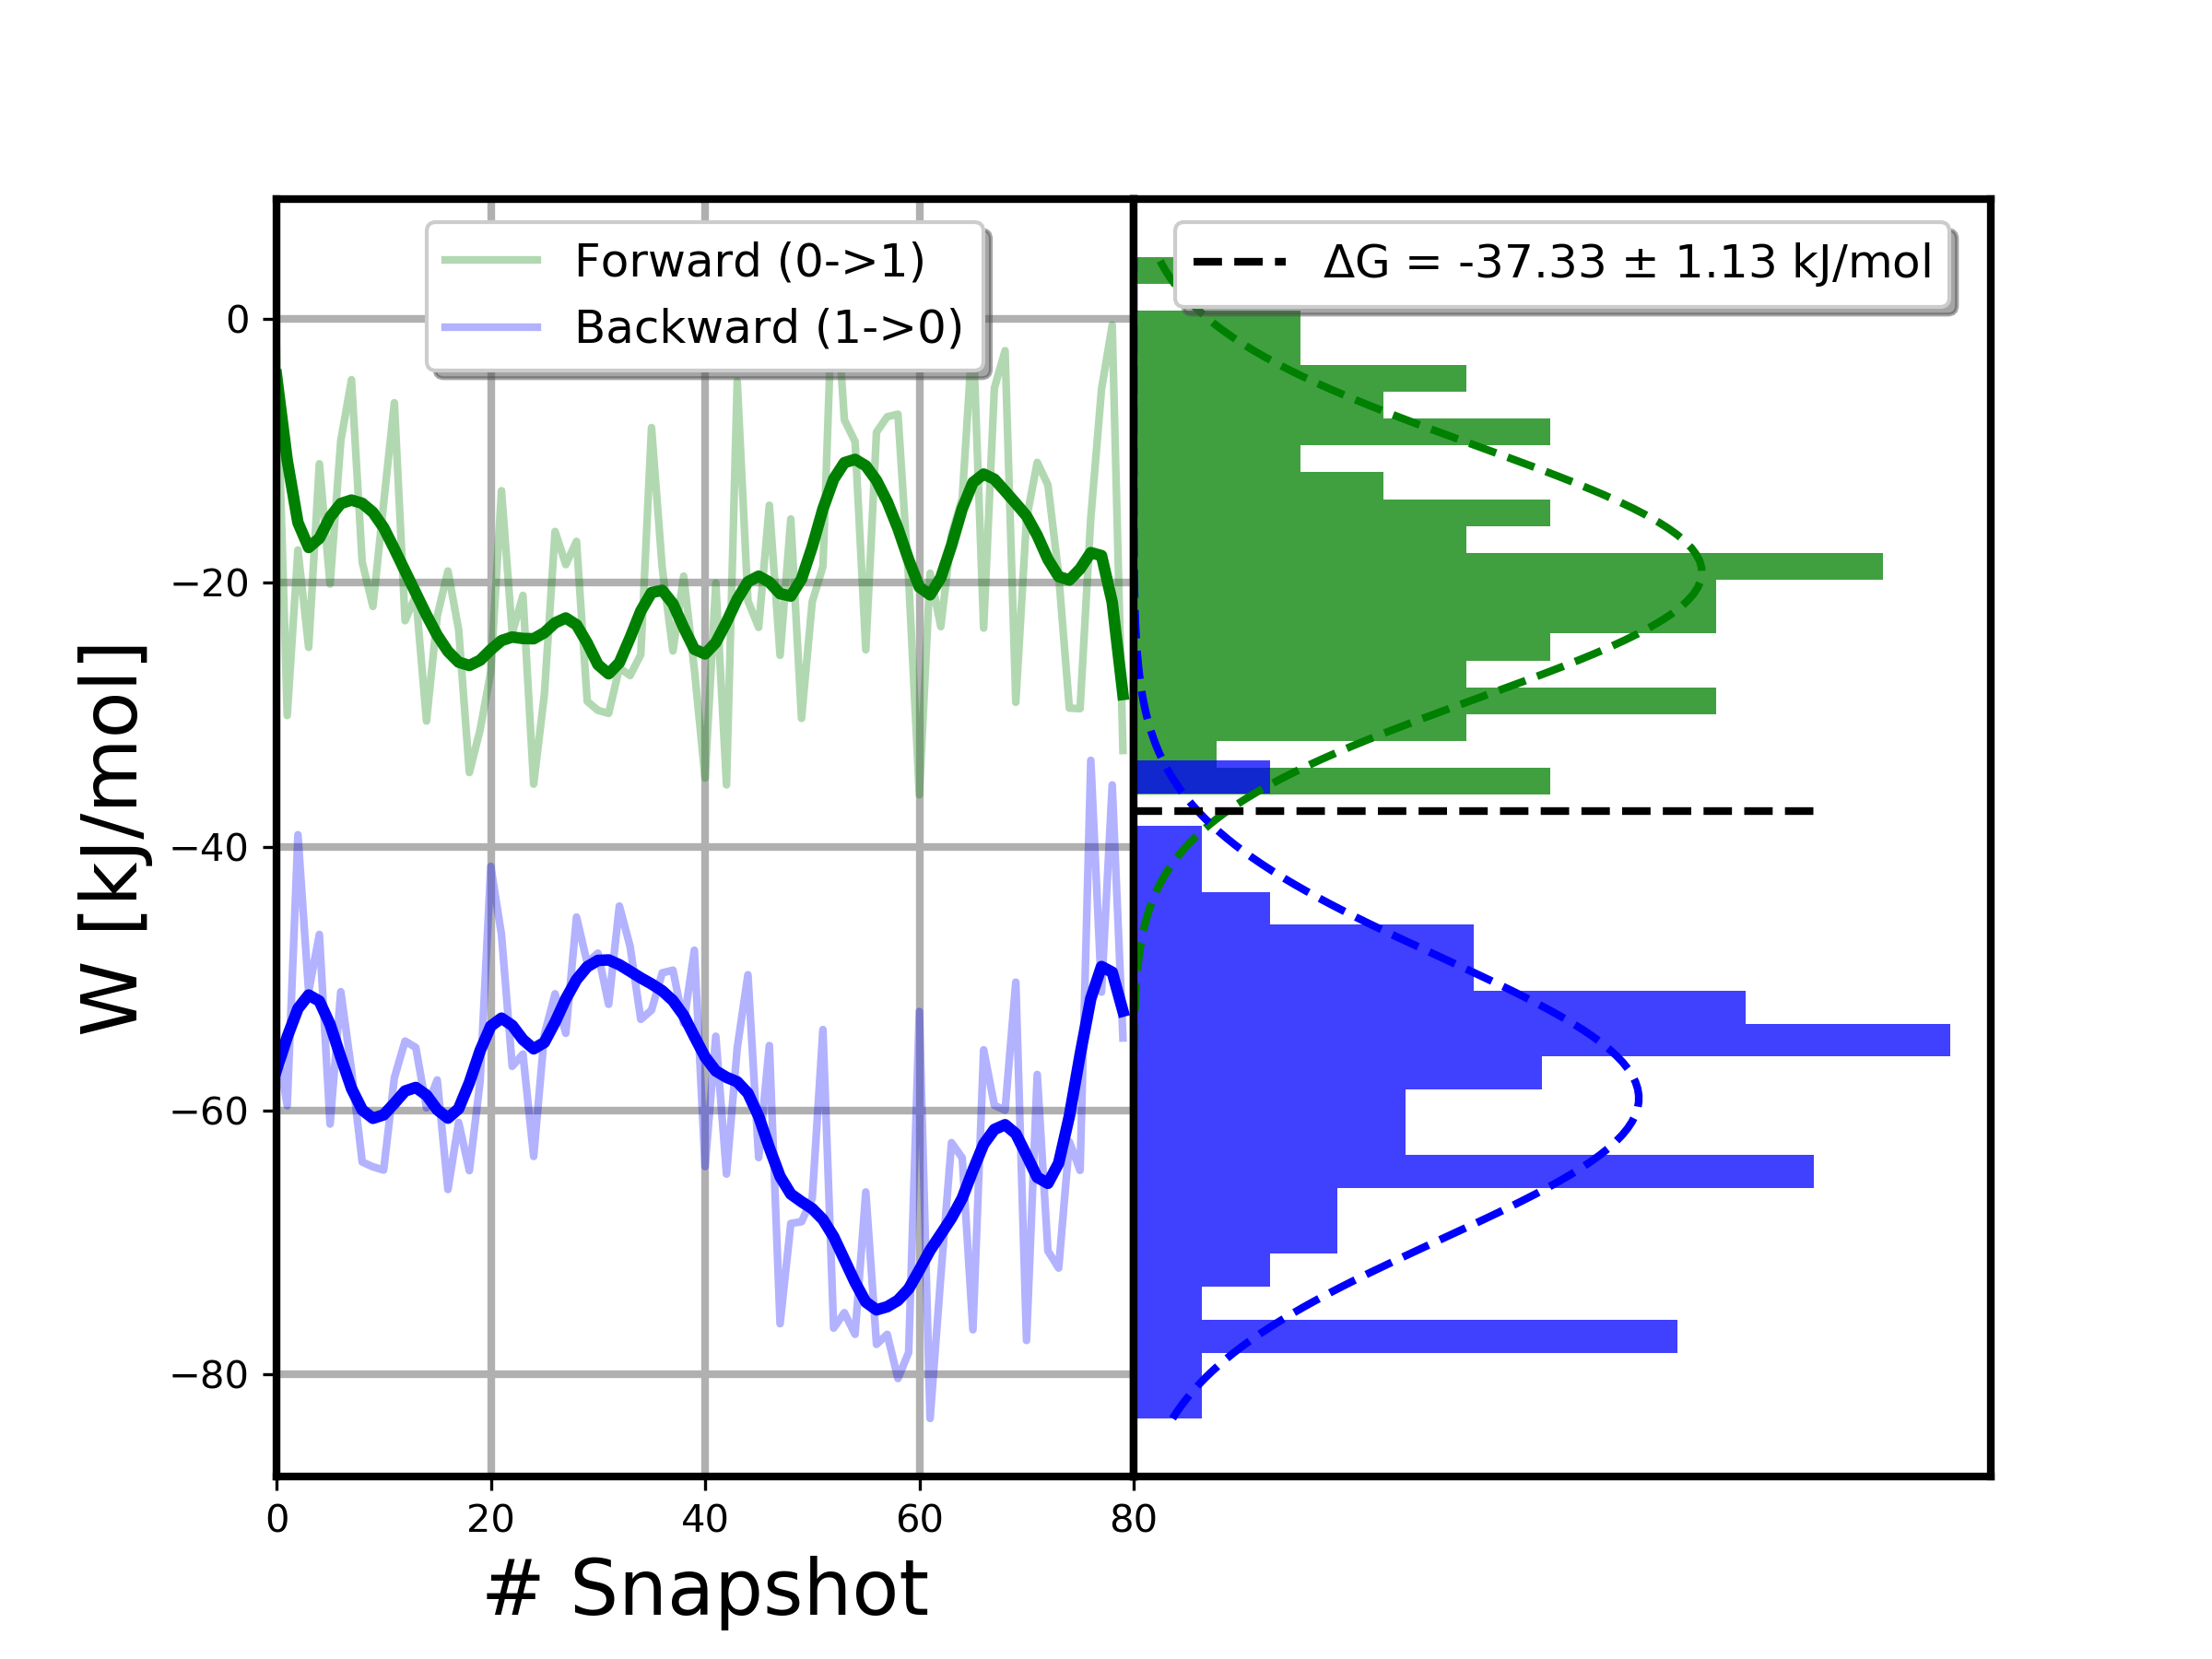 Forward (0->1)
Backward (1->0)
ΔG = -37.33 ± 1.13 kJ/mol
W [kJ/mol]
0
−20
−40
−60
−80
0 20 40 60 80
# Snapshot